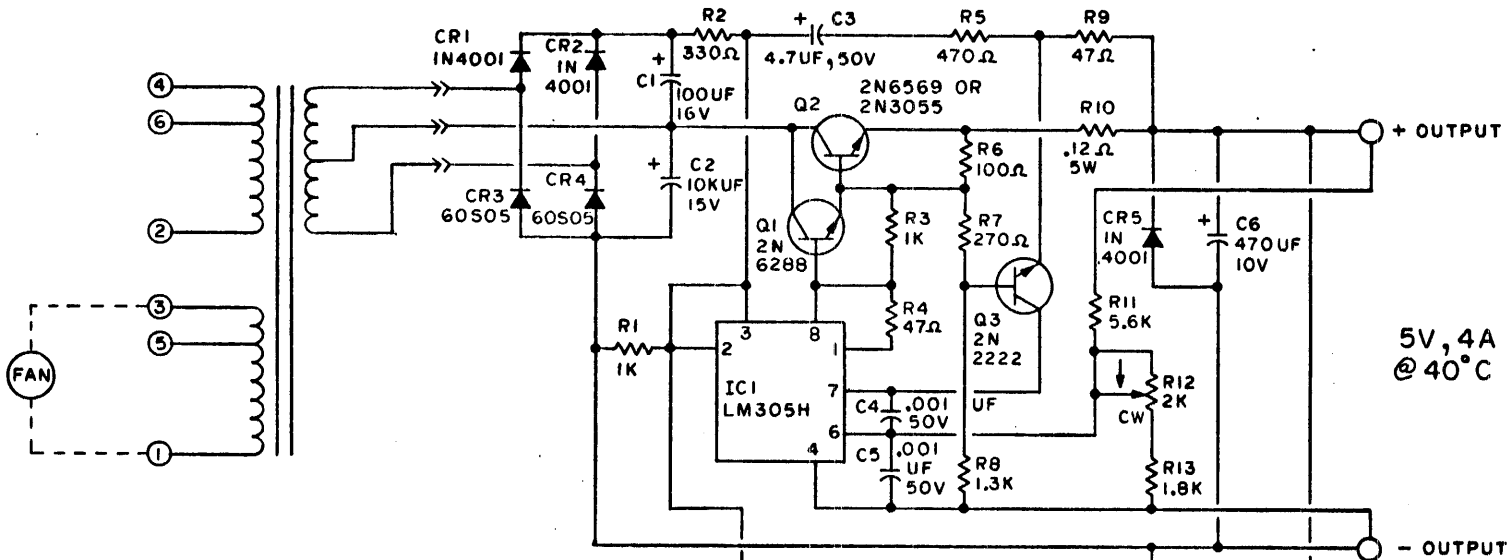 ④
⑥
②
③
⑤
①
FAN
CR1
1N4001
CR2
1N
4001
CR3
60S05
CR4
60S05
+
C1
100UF
16V
+
C2
10KUF
15V
R2
330Ω
+
C3
4.7UF,50V
R5
470Ω
R9
47Ω
Q2
2N6569 OR
2N3055
R10
.12Ω
5W
+ OUTPUT
R6
100Ω
Q1
2N
6288
R3
1K
R7
270Ω
CR5
1N
4001
+
C6
470UF
10V
R4
47Ω
Q3
2N
2222
R11
5.6K
5V, 4A
@ 40°C
R1
1K
3
8
2
1
IC1
LM305H
7
6
4
C4
.001 UF
50V
R12
2K
CW
C5
.001
UF
50V
R8
1.3K
R13
1.8K
- OUTPUT